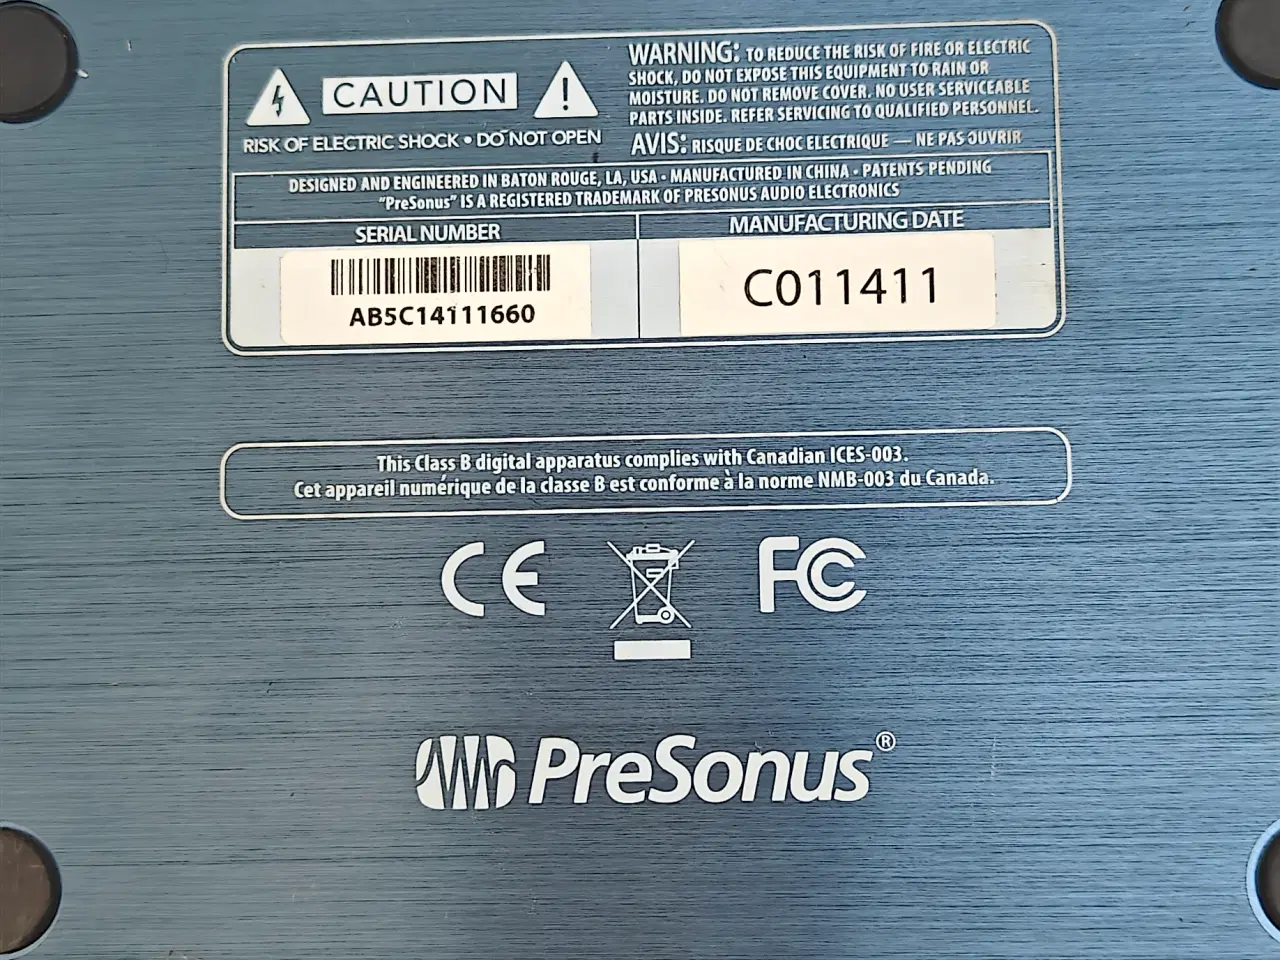 CAUTION
RISK OF ELECTRIC SHOCK • DO NOT OPEN
WARNING: TO REDUCE THE RISK OF FIRE OR ELECTRIC
SHOCK, DO NOT EXPOSE THIS EQUIPMENT TO RAIN OR
MOISTURE. DO NOT REMOVE COVER. NO USER SERVICEABLE
PARTS INSIDE. REFER SERVICING TO QUALIFIED PERSONNEL.
AVIS: RISQUE DE CHOC ELECTRIQUE — NE PAS OUVRIR
DESIGNED AND ENGINEERED IN BATON ROUGE, LA, USA • MANUFACTURED IN CHINA • PATENTS PENDING
"PreSonus" IS A REGISTERED TRADEMARK OF PRESONUS AUDIO ELECTRONICS
SERIAL NUMBER
AB5C14111660
MANUFACTURING DATE
C011411
This Class B digital apparatus complies with Canadian ICES-003.
Cet appareil numérique de la classe B est conforme à la norme NMB-003 du Canada.
CE FC
PreSonus®